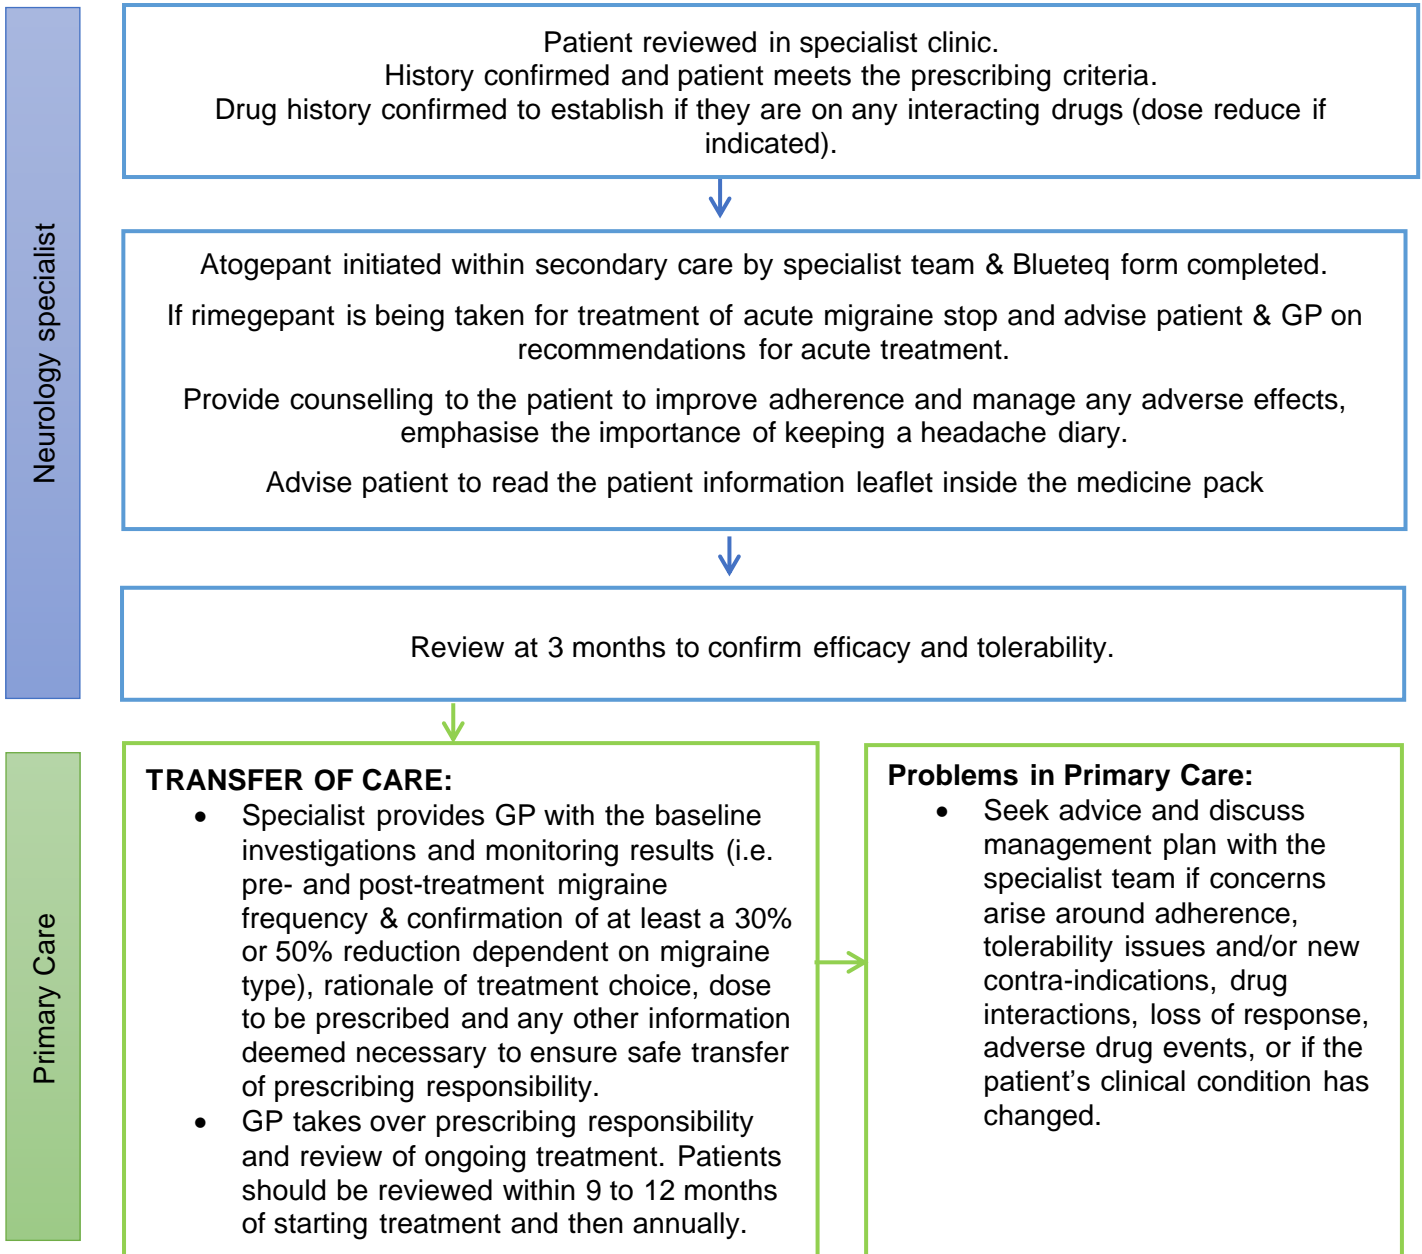 Neurology specialist
Patient reviewed in specialist clinic.
History confirmed and patient meets the prescribing criteria.
Drug history confirmed to establish if they are on any interacting drugs (dose reduce if
indicated).
Atogepant initiated within secondary care by specialist team & Blueteq form completed.
If rimegepant is being taken for treatment of acute migraine stop and advise patient & GP on
recommendations for acute treatment.
Provide counselling to the patient to improve adherence and manage any adverse effects,
emphasise the importance of keeping a headache diary.
Advise patient to read the patient information leaflet inside the medicine pack
Review at 3 months to confirm efficacy and tolerability.
Primary Care
TRANSFER OF CARE:
• Specialist provides GP with the baseline
investigations and monitoring results (i.e.
pre- and post-treatment migraine
frequency & confirmation of at least a 30%
or 50% reduction dependent on migraine
type), rationale of treatment choice, dose
to be prescribed and any other information
deemed necessary to ensure safe transfer
of prescribing responsibility.
• GP takes over prescribing responsibility
and review of ongoing treatment. Patients
should be reviewed within 9 to 12 months
of starting treatment and then annually.
Problems in Primary Care:
• Seek advice and discuss
management plan with the
specialist team if concerns
arise around adherence,
tolerability issues and/or new
contra-indications, drug
interactions, loss of response,
adverse drug events, or if the
patient's clinical condition has
changed.